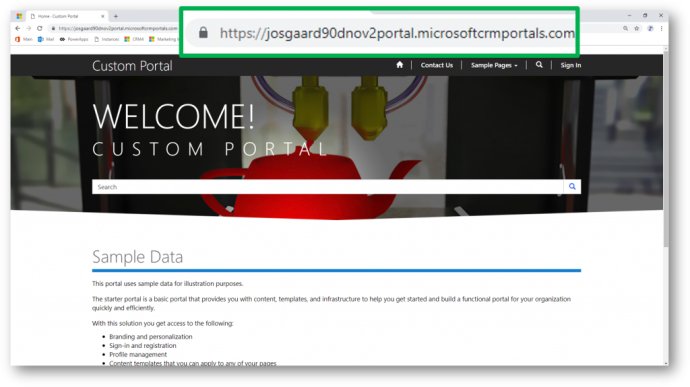 Home · Custom Portal
https://josgaard90dnov2portal.microsoftcrmportals.com
https://josgaard90dnov2portal.microsoftcrmportals.com
Main
Mail
PowerApps
Instances
CRMA
Marketing
Custom Portal
Contact Us
Sample Pages
Sign In
WELCOME!
CUSTOM PORTAL
Search
Sample Data
This portal uses sample data for illustration purposes.
The starter portal is a basic portal that provides you with content, templates, and infrastructure to help you get started and build a functional portal for your organization
quickly and efficiently.
With this solution you get access to the following:
• Branding and personalization
• Sign-in and registration
• Profile management
• Content templates that you can apply to any of your pages